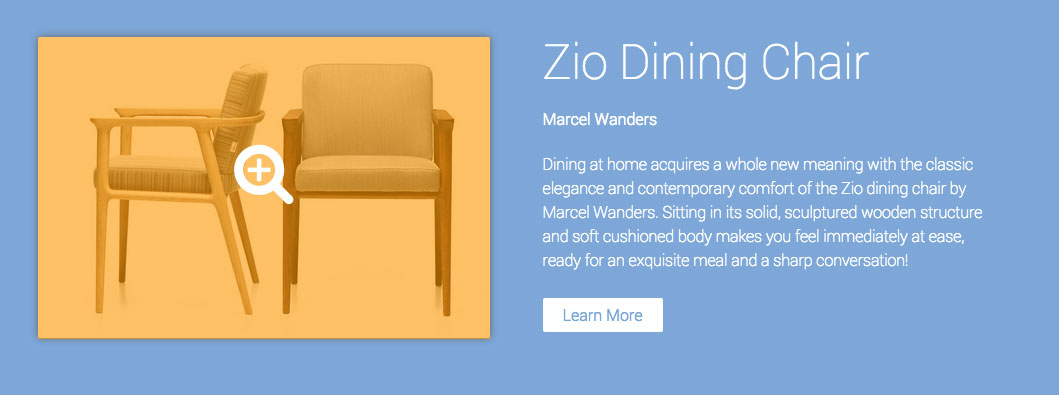 Zio Dining Chair
Marcel Wanders
Dining at home acquires a whole new meaning with the classic
elegance and contemporary comfort of the Zio dining chair by
Marcel Wanders. Sitting in its solid, sculptured wooden structure
and soft cushioned body makes you feel immediately at ease,
ready for an exquisite meal and a sharp conversation!
Learn More